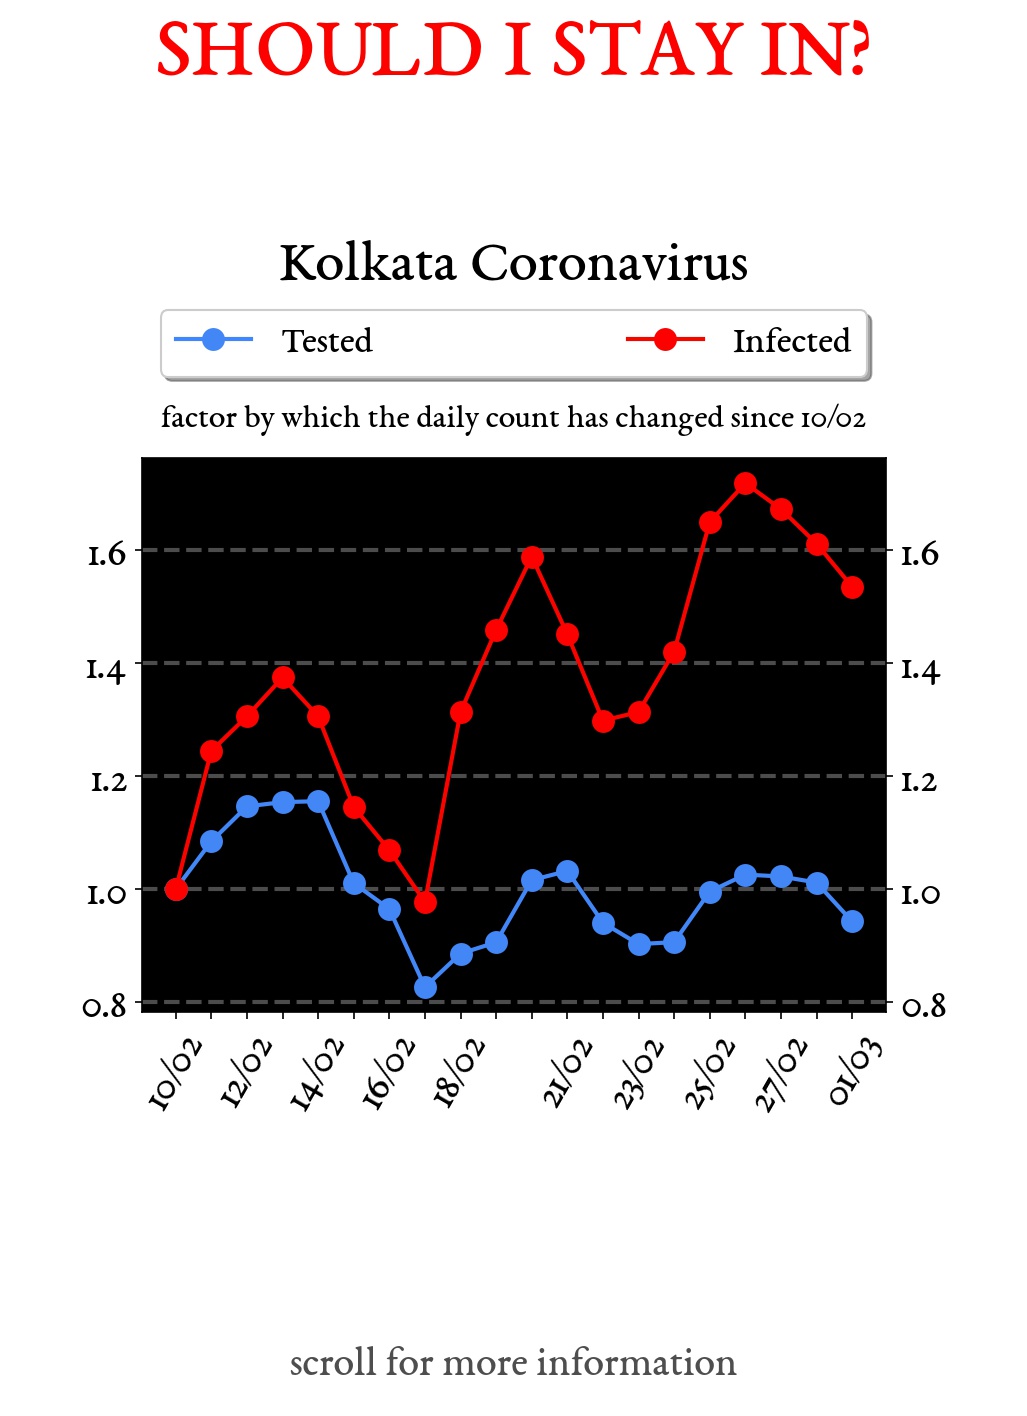 SHOULD I STAY IN?
Kolkata Coronavirus
Tested Infected
factor by which the daily count has changed since 10/02
1.6 1.6
1.4 1.4
1.2 1.2
1.0 1.0
0.8 0.8
10/02 12/02 14/02 16/02 18/02 21/02 23/02 25/02 27/02 01/03
scroll for more information